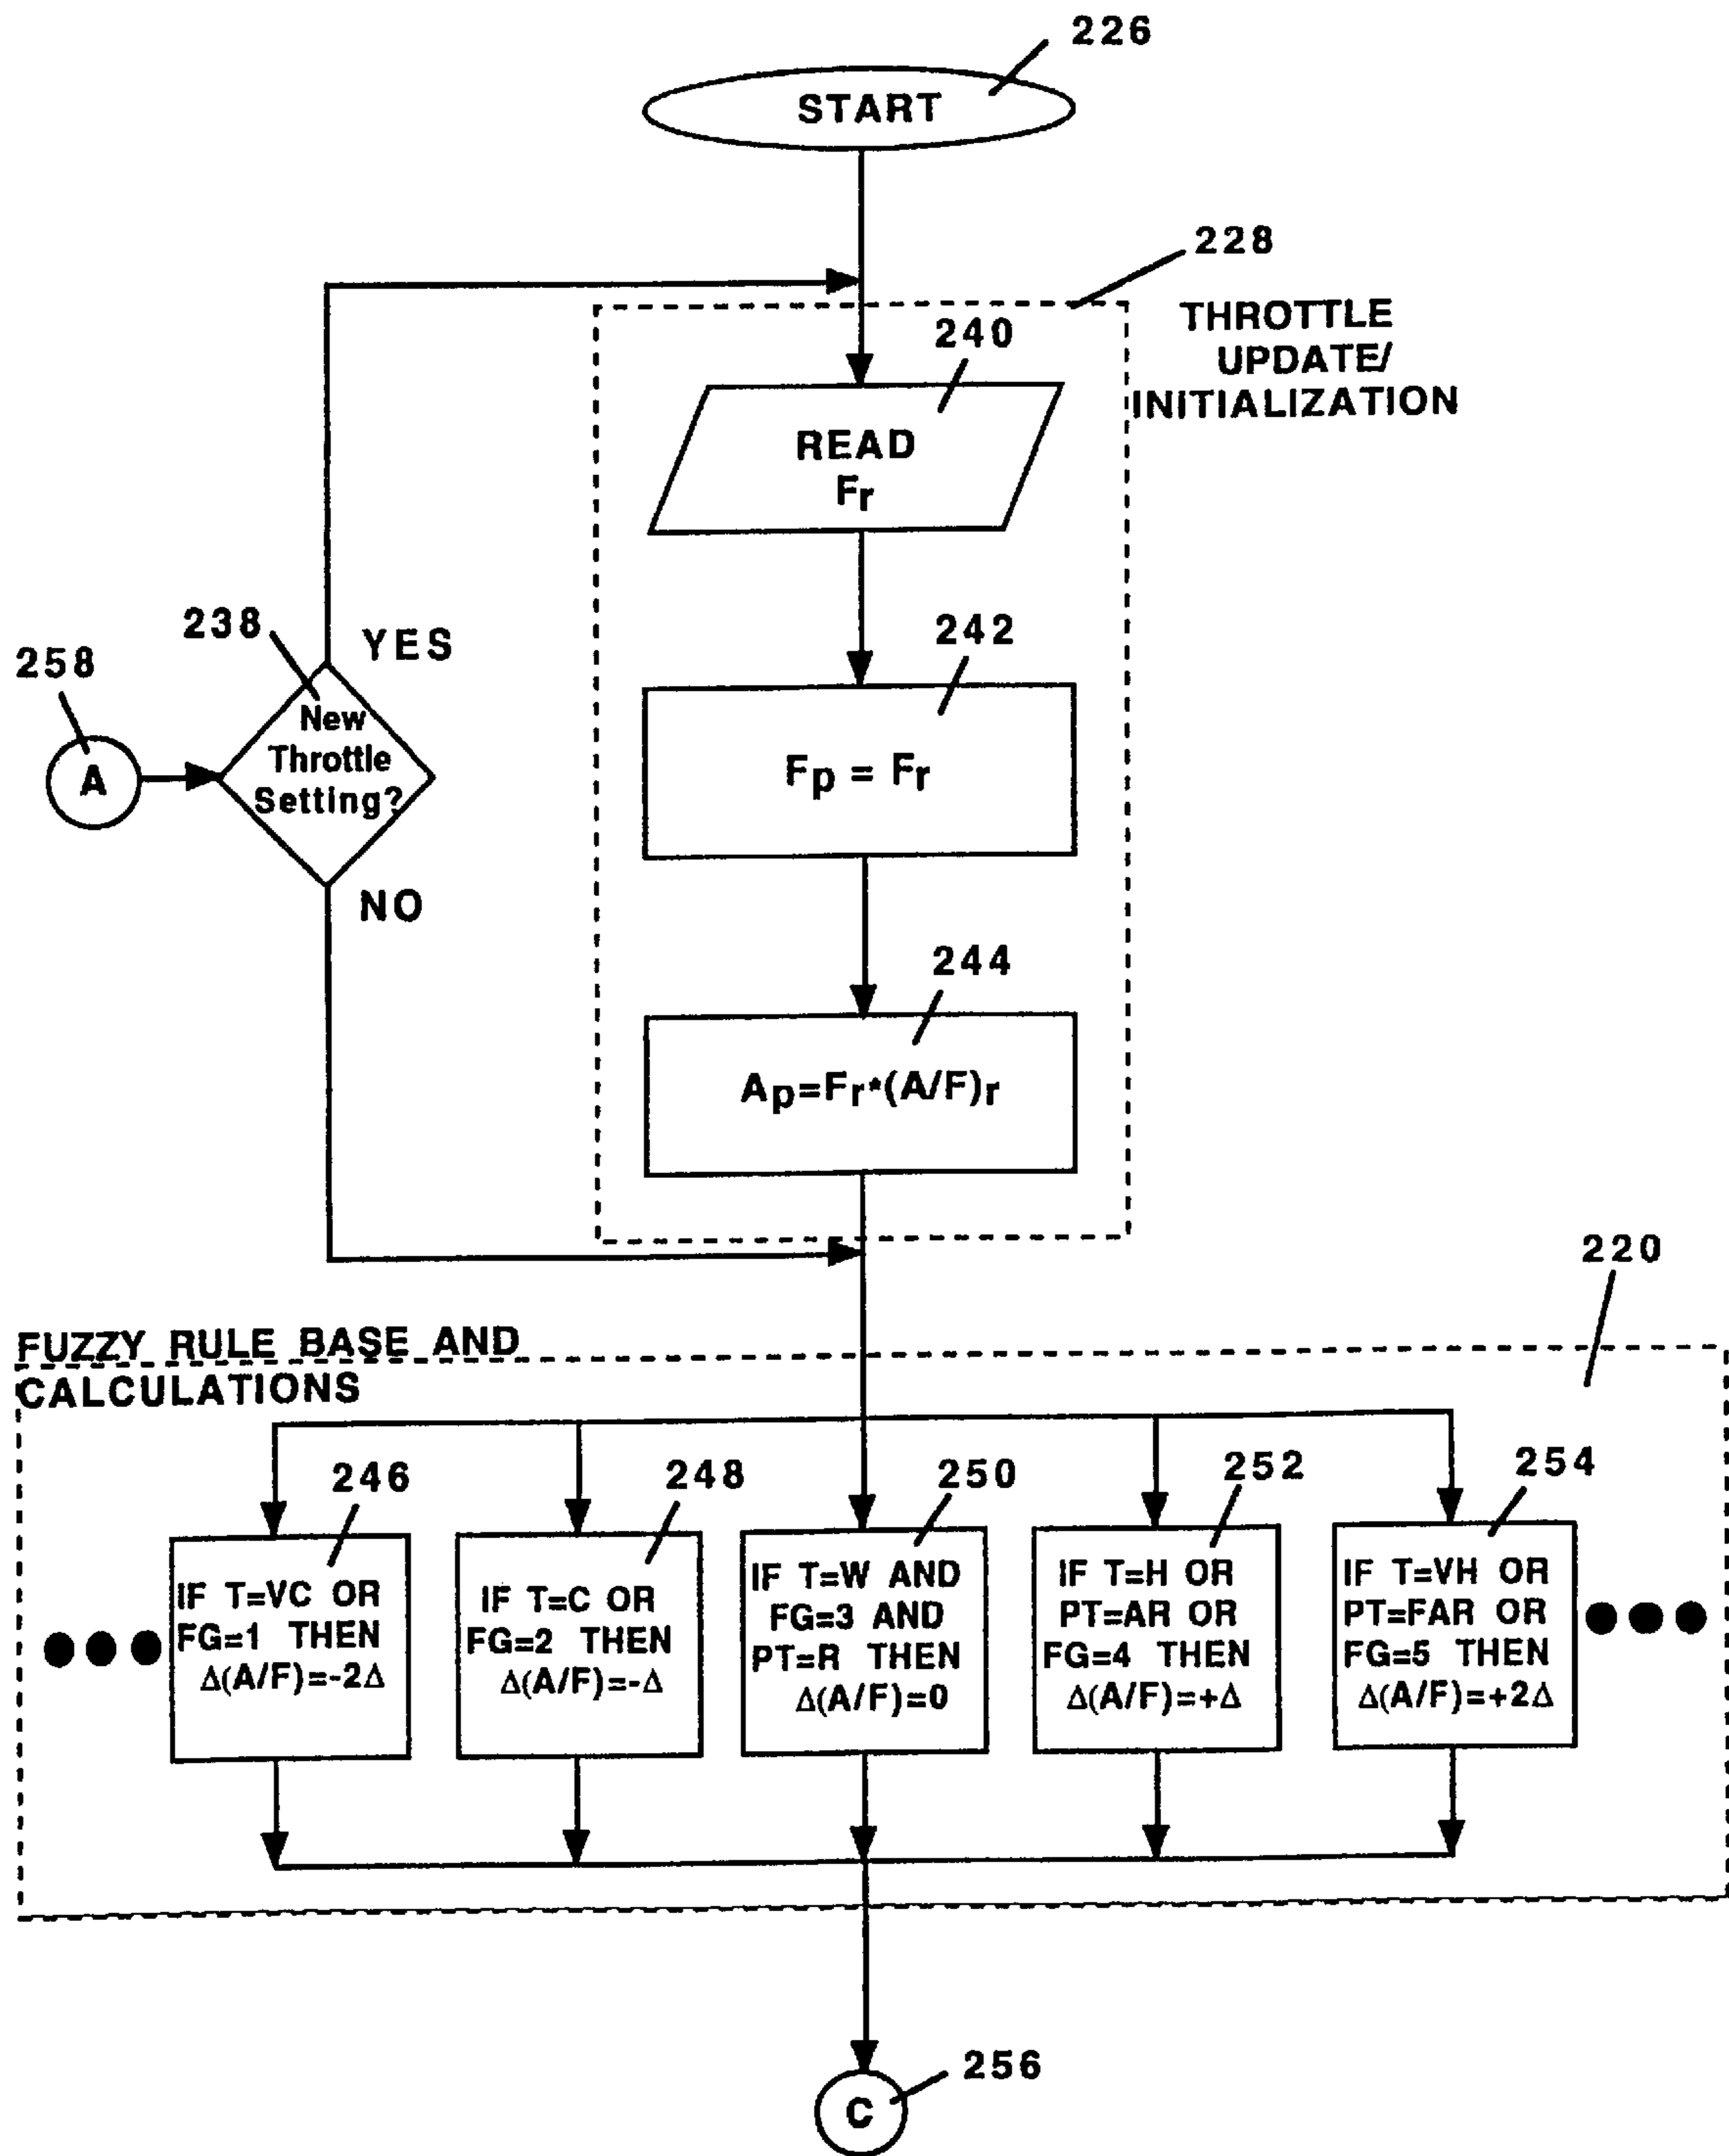 226
START
228
THROTTLE
UPDATE/
INITIALIZATION
240
READ
Fr
238
YES
258
A
New
Throttle
Setting?
NO
242
Fp = Fr
244
Ap=Fr*(A/F)r
220
FUZZY RULE BASE AND
CALCULATIONS
246
IF T=VC OR
FG=1 THEN
Δ(A/F)=-2Δ
248
IF T=C OR
FG=2 THEN
Δ(A/F)=-Δ
250
IF T=W AND
FG=3 AND
PT=R THEN
Δ(A/F)=0
252
IF T=H OR
PT=AR OR
FG=4 THEN
Δ(A/F)=+Δ
254
IF T=VH OR
PT=FAR OR
FG=5 THEN
Δ(A/F)=+2Δ
256
C